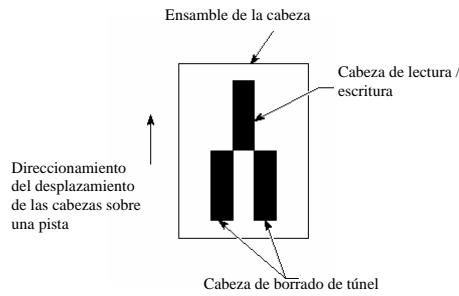 Ensamble de la cabeza
Cabeza de lectura /
escritura
Direccionamiento
del desplazamiento
de las cabezas sobre
una pista
Cabeza de borrado de túnel